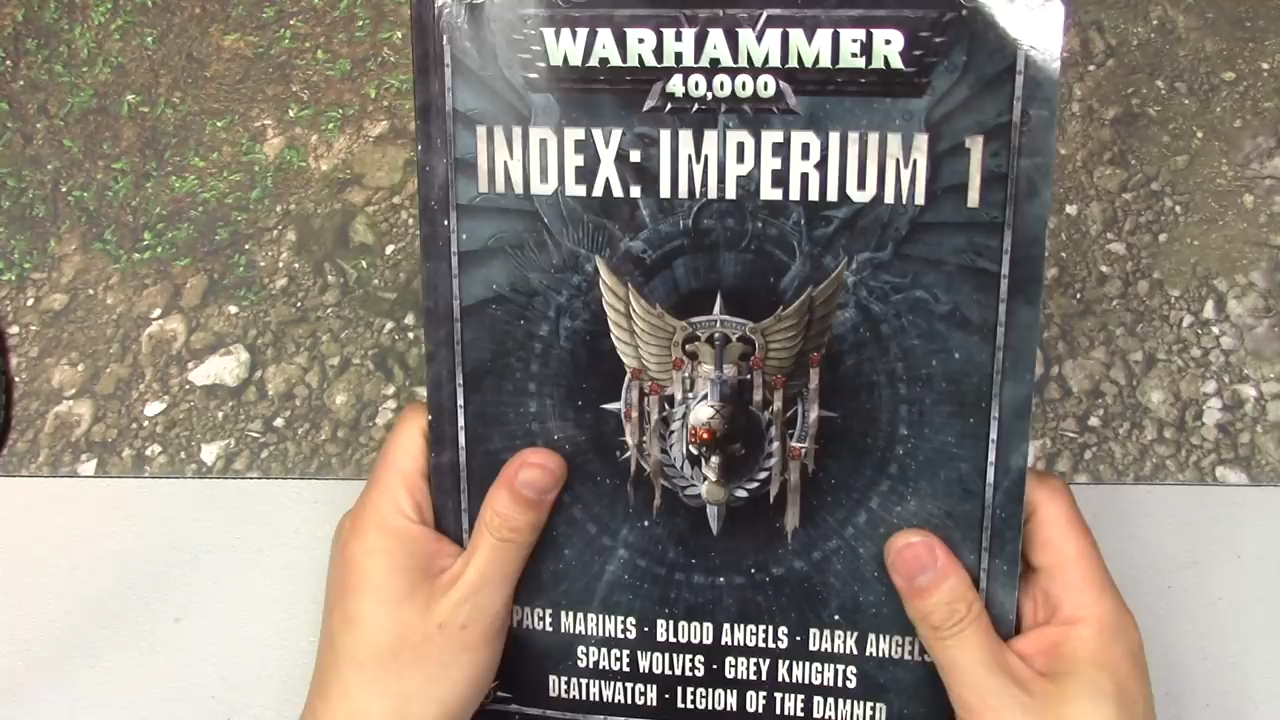 WARHAMMER
40,000
INDEX: IMPERIUM 1
SPACE MARINES · BLOOD ANGELS · DARK ANGELS
SPACE WOLVES · GREY KNIGHTS
DEATHWATCH · LEGION OF THE DAMNED